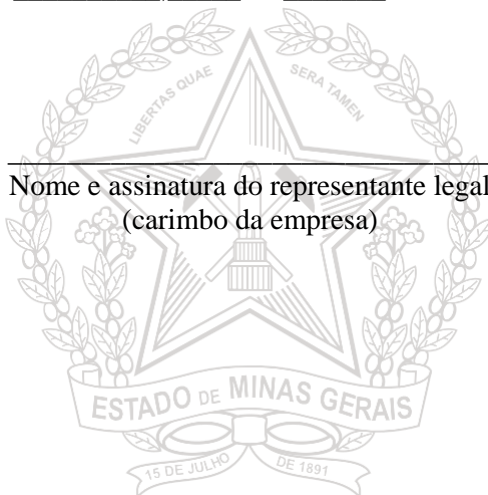 LIBERTAS QUAE SERA TAMEN
Nome e assinatura do representante legal
(carimbo da empresa)
ESTADO DE MINAS GERAIS
15 DE JULHO DE 1891